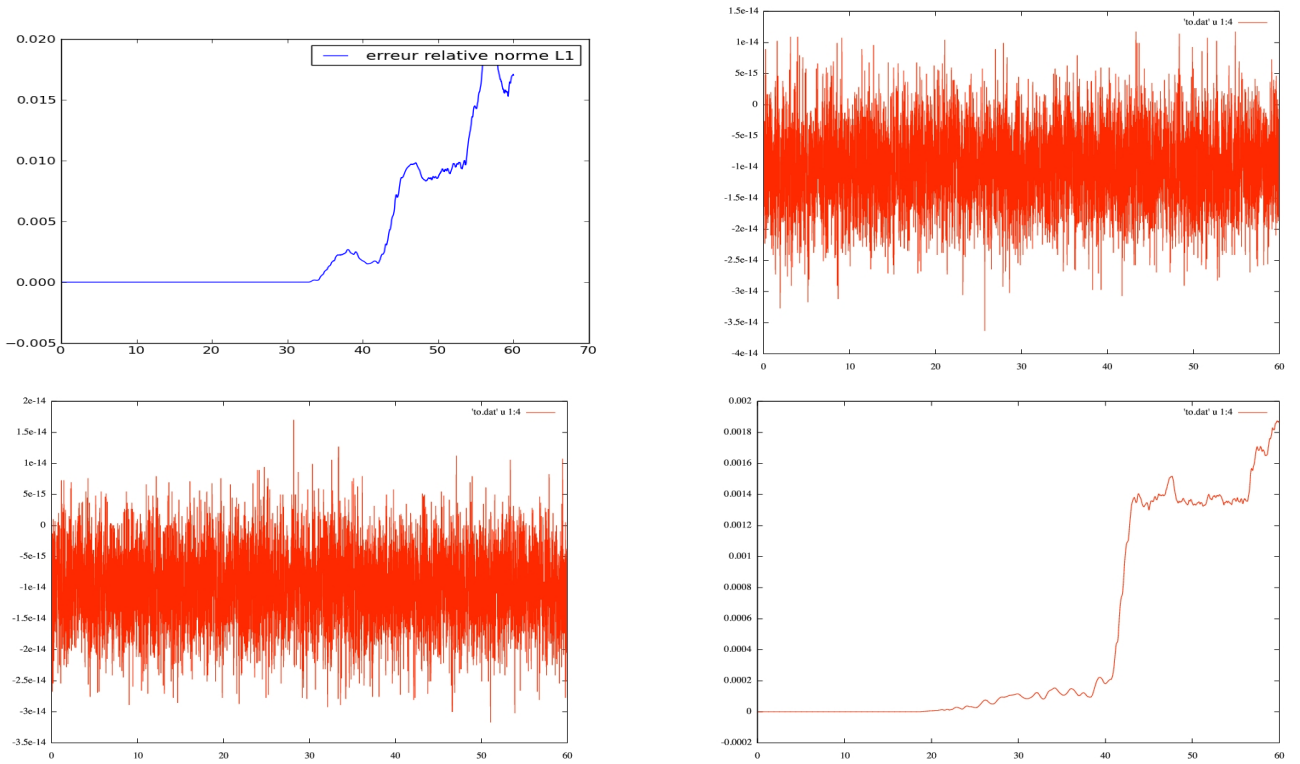 0.020
erreur relative norme L1
0.015
0.010
0.005
0.000
−0.005
0
10
20
30
40
50
60
70
1.5e-14
'to.dat' u 1:4
1e-14
5e-15
0
-5e-15
-1e-14
-1.5e-14
-2e-14
-2.5e-14
-3e-14
-3.5e-14
-4e-14
0
10
20
30
40
50
60
2e-14
'to.dat' u 1:4
1.5e-14
1e-14
5e-15
0
-5e-15
-1e-14
-1.5e-14
-2e-14
-2.5e-14
-3e-14
-3.5e-14
0
10
20
30
40
50
60
0.002
'to.dat' u 1:4
0.0018
0.0016
0.0014
0.0012
0.001
0.0008
0.0006
0.0004
0.0002
0
-0.0002
0
10
20
30
40
50
60